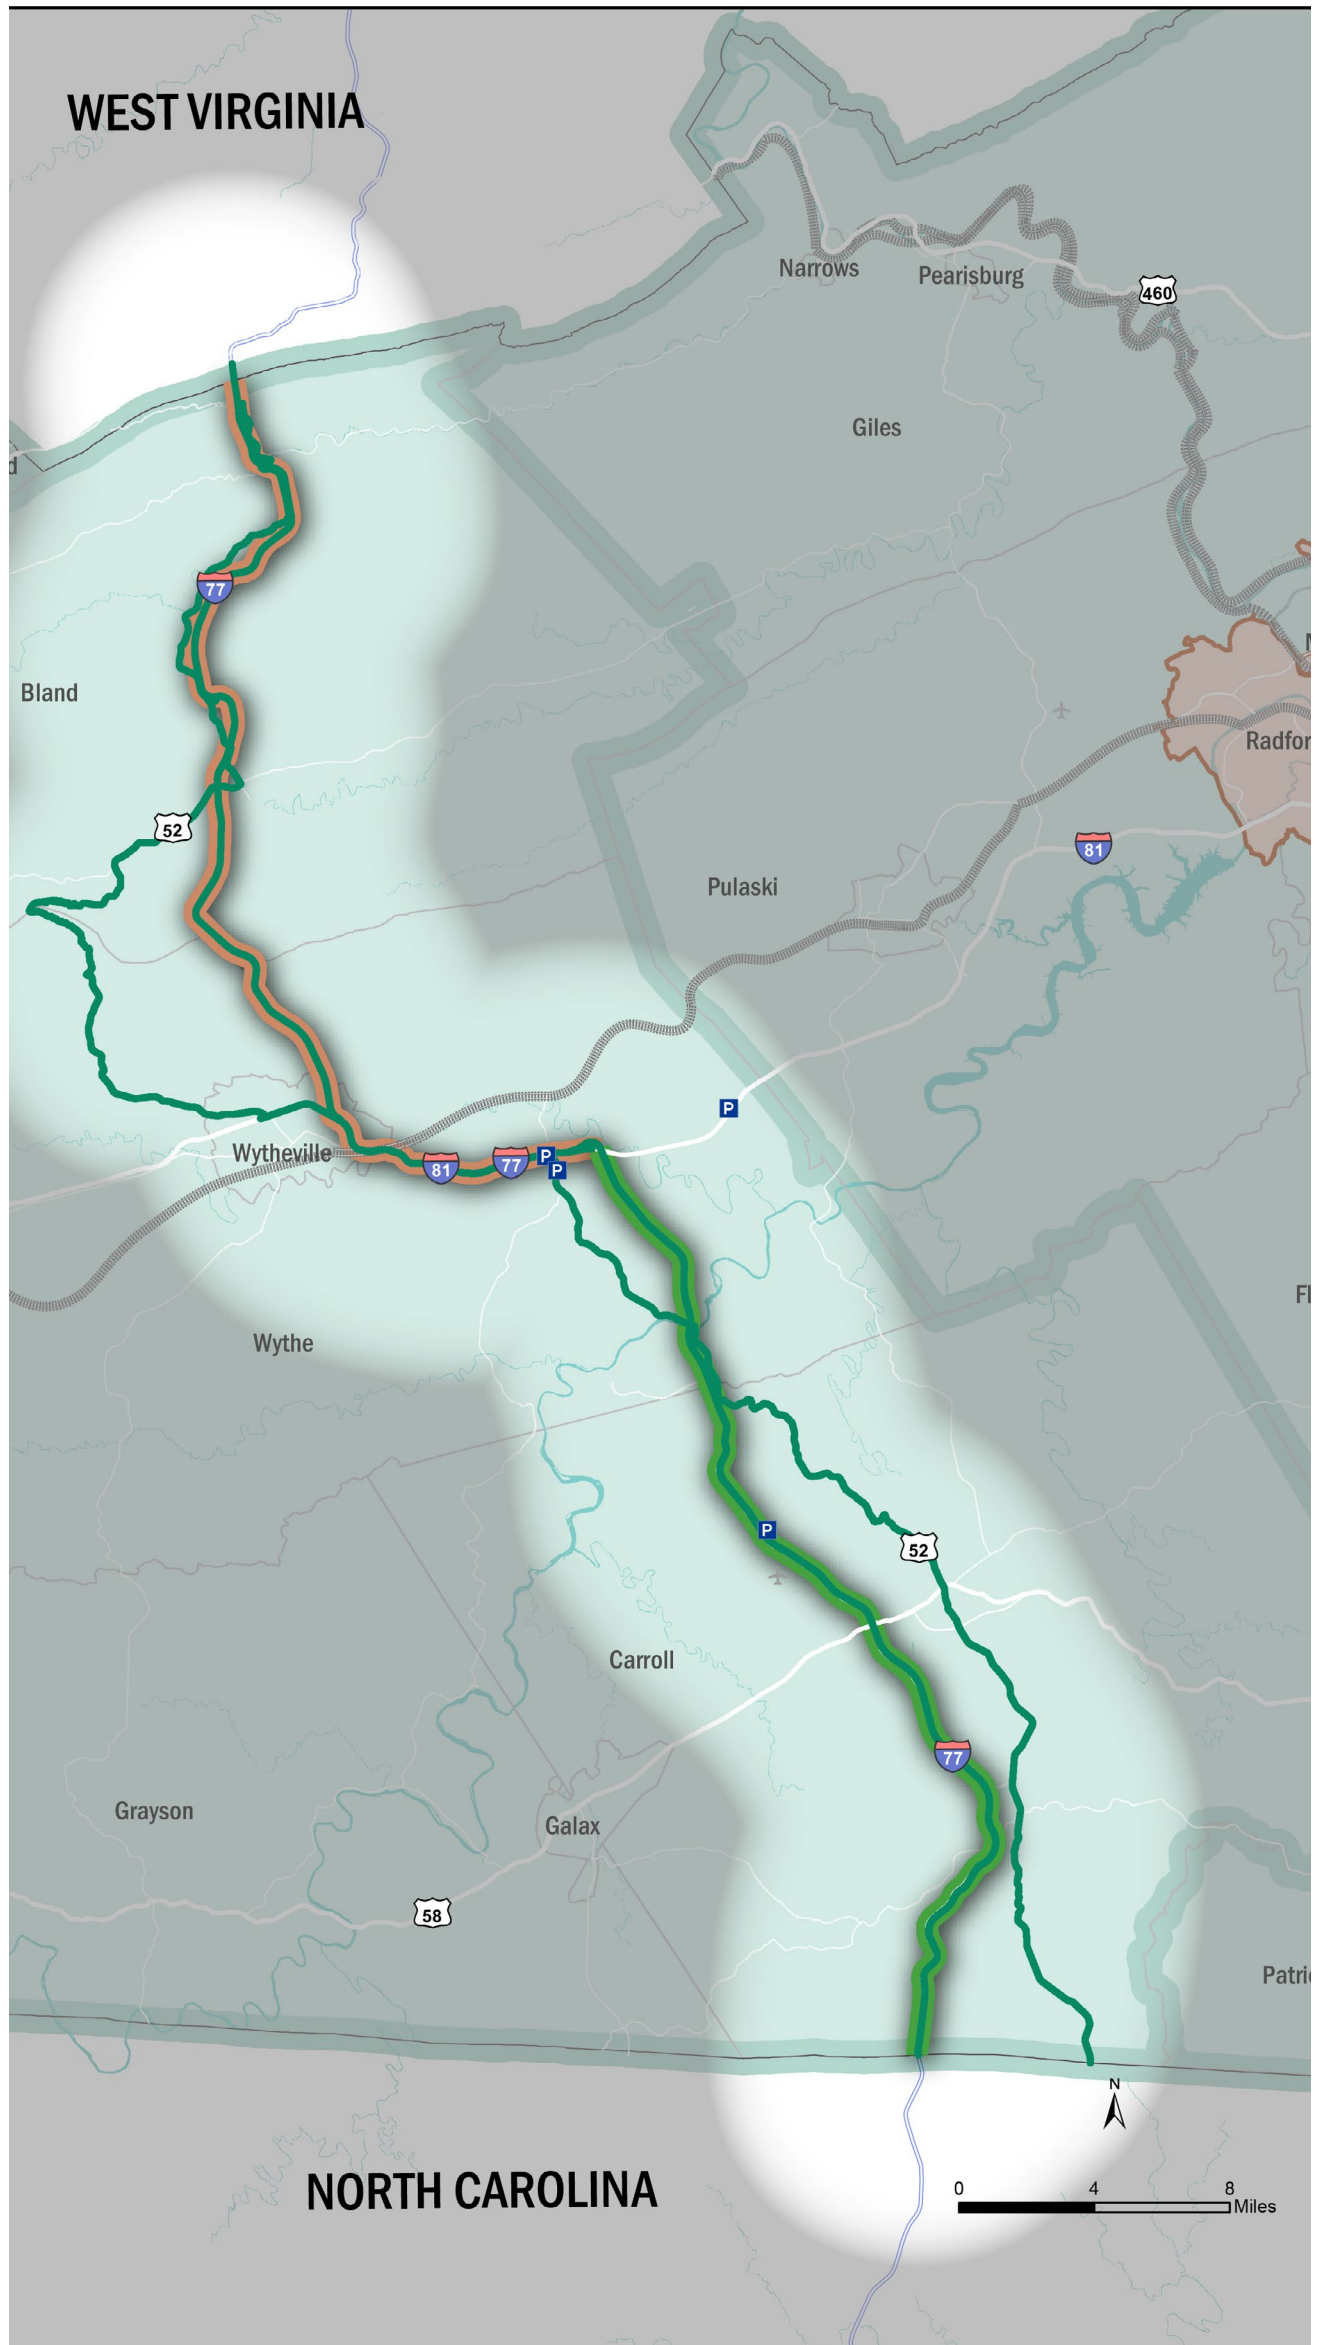 WEST VIRGINIA
Narrows
Pearisburg
460
Giles
d
77
Bland
Radfor
52
81
Pulaski
P
Wytheville
81
77
P
P
Fl
Wythe
P
52
Carroll
77
Grayson
Galax
58
Patri
N
NORTH CAROLINA
0
4
8
Miles